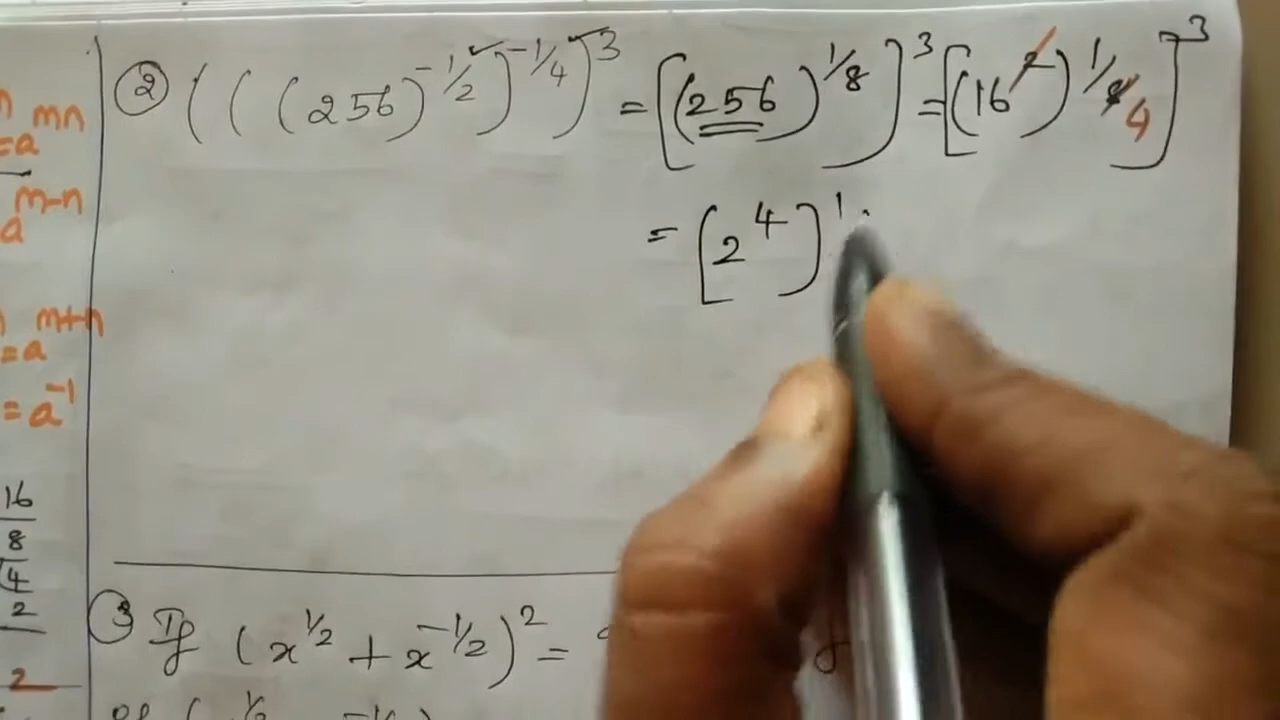 ② (((256)^{-1/2})^{-1/4})^3 = [(256)^{1/8}]^3 = [(16^2)^{1/8 4}]^3
= [2^4]^1
③ If (x^{1/2} + x^{-1/2})^2 =
mn
= a^
m-n
a^
m+n
= a^
= a^{-1}
16
8
4
2
2